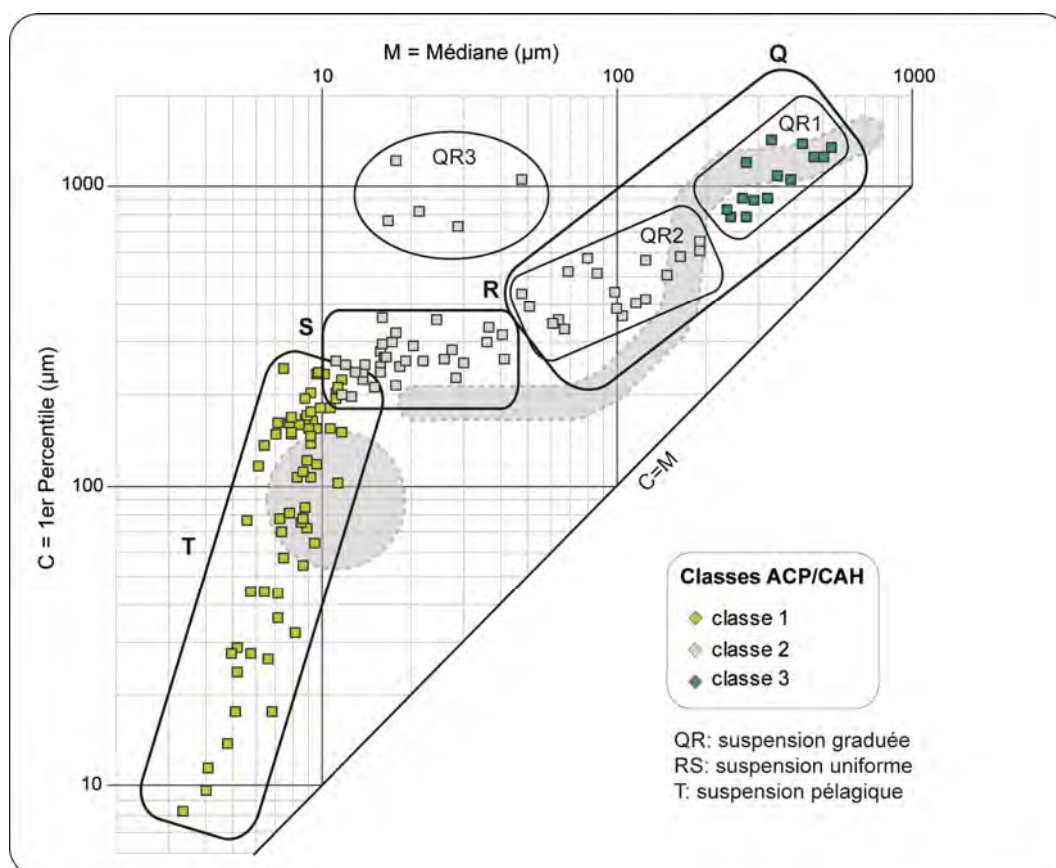 M = Médiane (µm)
Q
10
100
1000
QR1
QR3
1000
QR2
R
S
C = 1er Percentile (µm)
C=M
100
T
Classes ACP/CAH
classe 1
classe 2
classe 3
QR: suspension graduée
RS: suspension uniforme
T: suspension pélagique
10